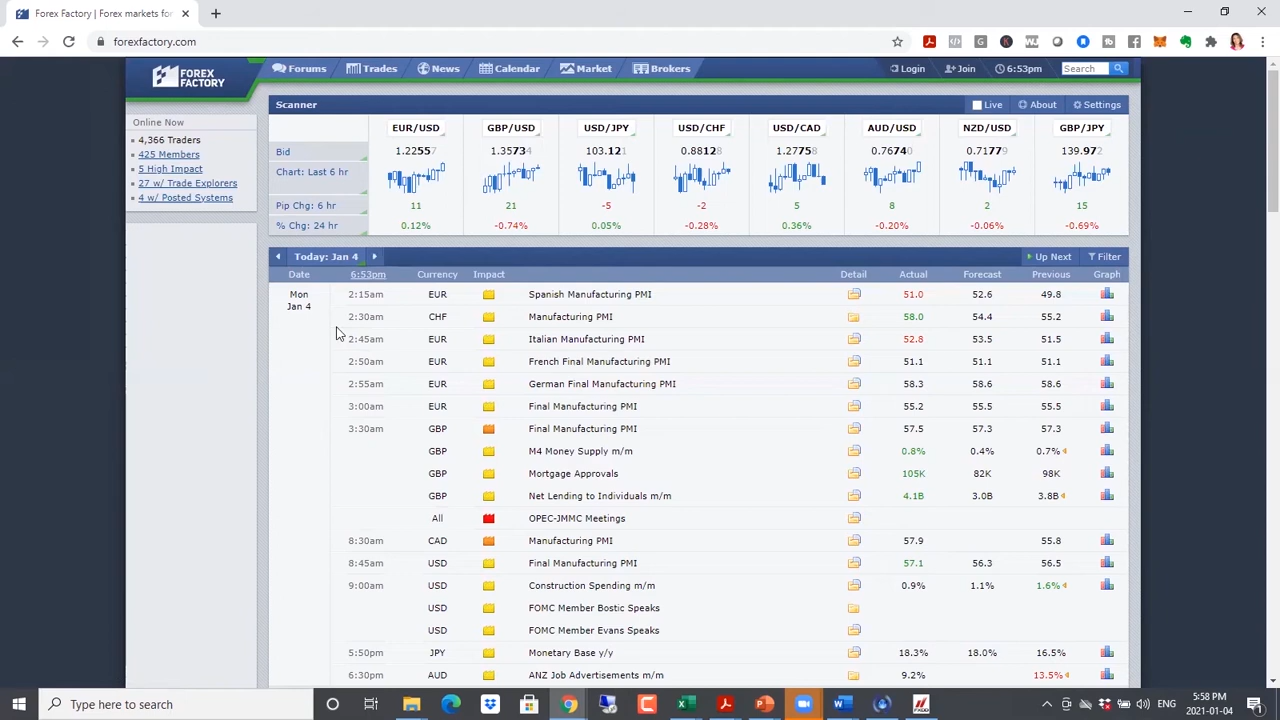 Forex Factory | Forex markets for
forexfactory.com
FOREX FACTORY
Forums Trades News Calendar Market Brokers Login Join 6:53pm Search
Online Now
4,366 Traders
425 Members
5 High Impact
27 w/ Trade Explorers
4 w/ Posted Systems
Scanner Live About Settings
EUR/USD GBP/USD USD/JPY USD/CHF USD/CAD AUD/USD NZD/USD GBP/JPY
Bid 1.22557 1.35734 103.121 0.88128 1.27758 0.76740 0.71779 139.972
Chart: Last 6 hr
Pip Chg: 6 hr 11 21 -5 -2 5 8 2 15
% Chg: 24 hr 0.12% -0.74% 0.05% -0.28% 0.36% -0.20% -0.06% -0.69%
Today: Jan 4 Up Next Filter
Date 6:53pm Currency Impact Detail Actual Forecast Previous Graph
Mon Jan 4 2:15am EUR Spanish Manufacturing PMI 51.0 52.6 49.8
2:30am CHF Manufacturing PMI 58.0 54.4 55.2
2:45am EUR Italian Manufacturing PMI 52.8 53.5 51.5
2:50am EUR French Final Manufacturing PMI 51.1 51.1 51.1
2:55am EUR German Final Manufacturing PMI 58.3 58.6 58.6
3:00am EUR Final Manufacturing PMI 55.2 55.5 55.5
3:30am GBP Final Manufacturing PMI 57.5 57.3 57.3
GBP M4 Money Supply m/m 0.8% 0.4% 0.7%
GBP Mortgage Approvals 105K 82K 98K
GBP Net Lending to Individuals m/m 4.1B 3.0B 3.8B
All OPEC-JMMC Meetings
8:30am CAD Manufacturing PMI 57.9 55.8
8:45am USD Final Manufacturing PMI 57.1 56.3 56.5
9:00am USD Construction Spending m/m 0.9% 1.1% 1.6%
USD FOMC Member Bostic Speaks
USD FOMC Member Evans Speaks
5:50pm JPY Monetary Base y/y 18.3% 18.0% 16.5%
6:30pm AUD ANZ Job Advertisements m/m 9.2% 13.5%
Type here to search
5:58 PM
2021-01-04